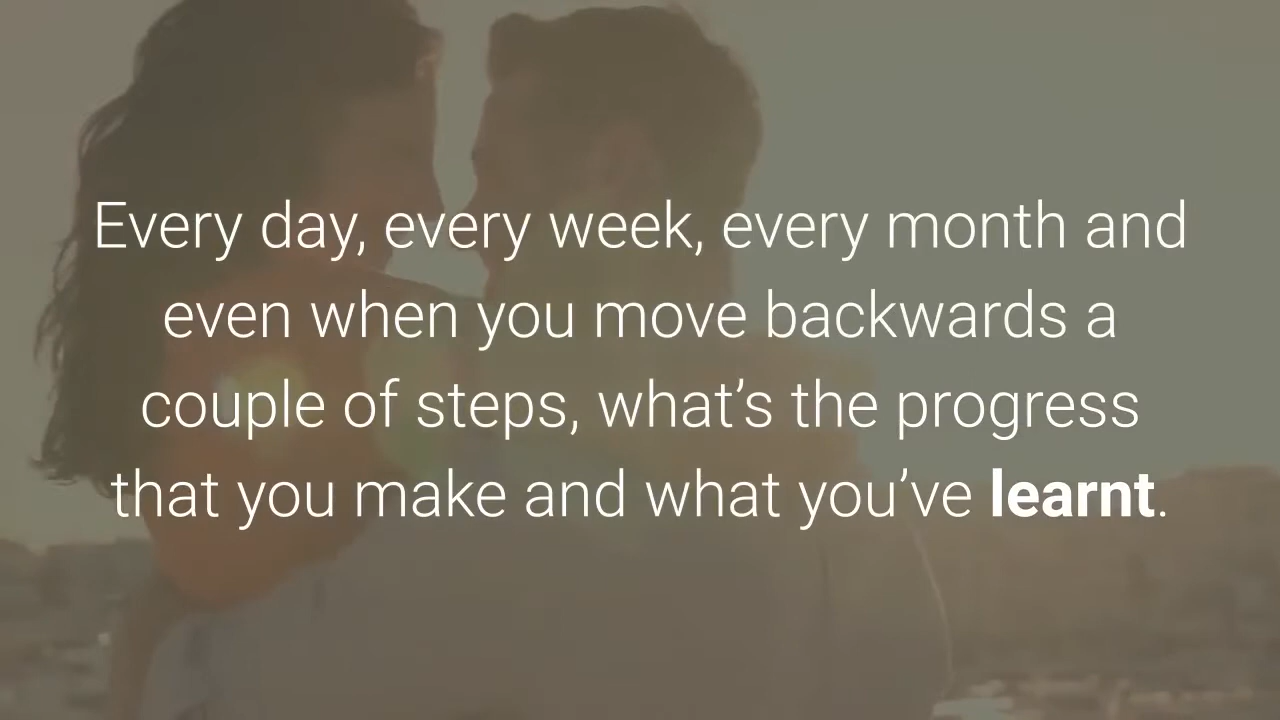 Every day, every week, every month and
even when you move backwards a
couple of steps, what’s the progress
that you make and what you’ve learnt.